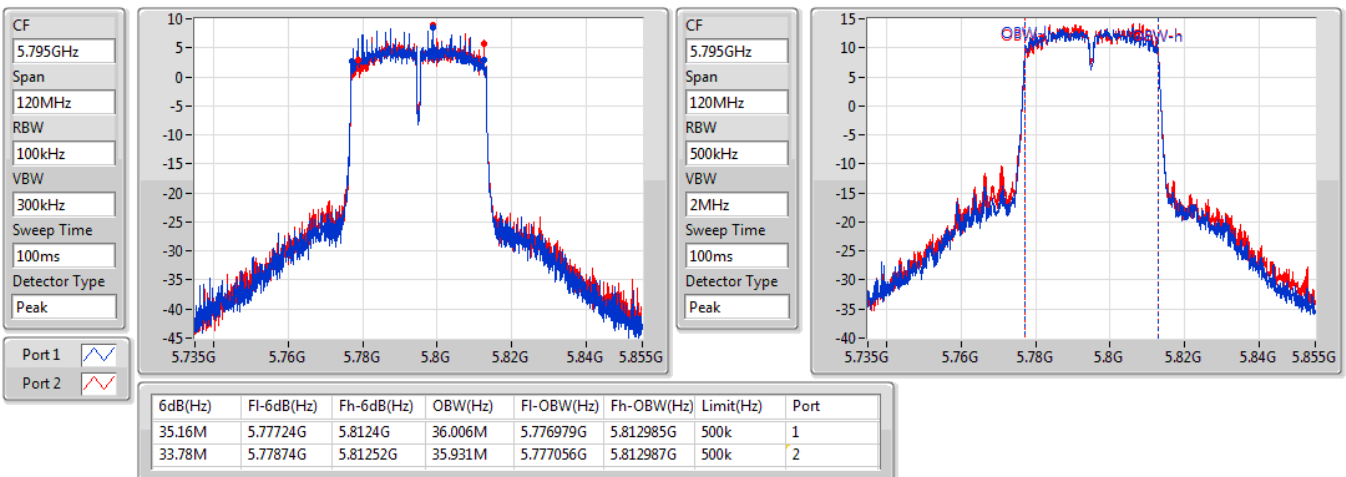 CF
5.795GHz
Span
120MHz
RBW
100kHz
VBW
300kHz
Sweep Time
100ms
Detector Type
Peak
Port 1
Port 2
10
5
0
-5
-10
-15
-20
-25
-30
-35
-40
-45
5.735G 5.76G 5.78G 5.8G 5.82G 5.84G 5.855G
CF
5.795GHz
Span
120MHz
RBW
500kHz
VBW
2MHz
Sweep Time
100ms
Detector Type
Peak
15
10
5
0
-5
-10
-15
-20
-25
-30
-35
-40
5.735G 5.76G 5.78G 5.8G 5.82G 5.84G 5.855G
6dB(Hz) Fl-6dB(Hz) Fh-6dB(Hz) OBW(Hz) Fl-OBW(Hz) Fh-OBW(Hz) Limit(Hz) Port
35.16M 5.77724G 5.8124G 36.006M 5.776979G 5.812985G 500k 1
33.78M 5.77874G 5.81252G 35.931M 5.777056G 5.812987G 500k 2